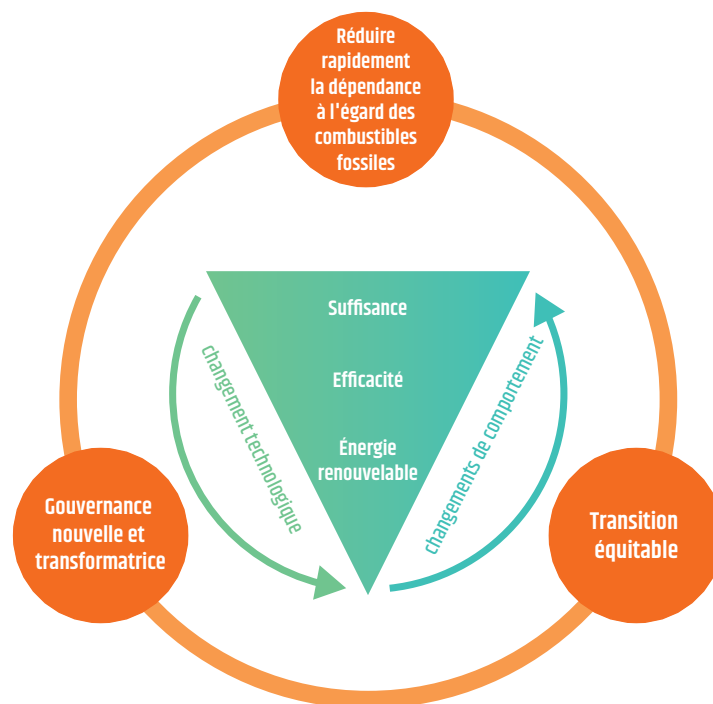 Réduire
rapidement
la dépendance
à l'égard des
combustibles
fossiles
Suffisance
Efficacité
Énergie
renouvelable
changement technologique
changements de comportement
Gouvernance
nouvelle et
transformatrice
Transition
équitable